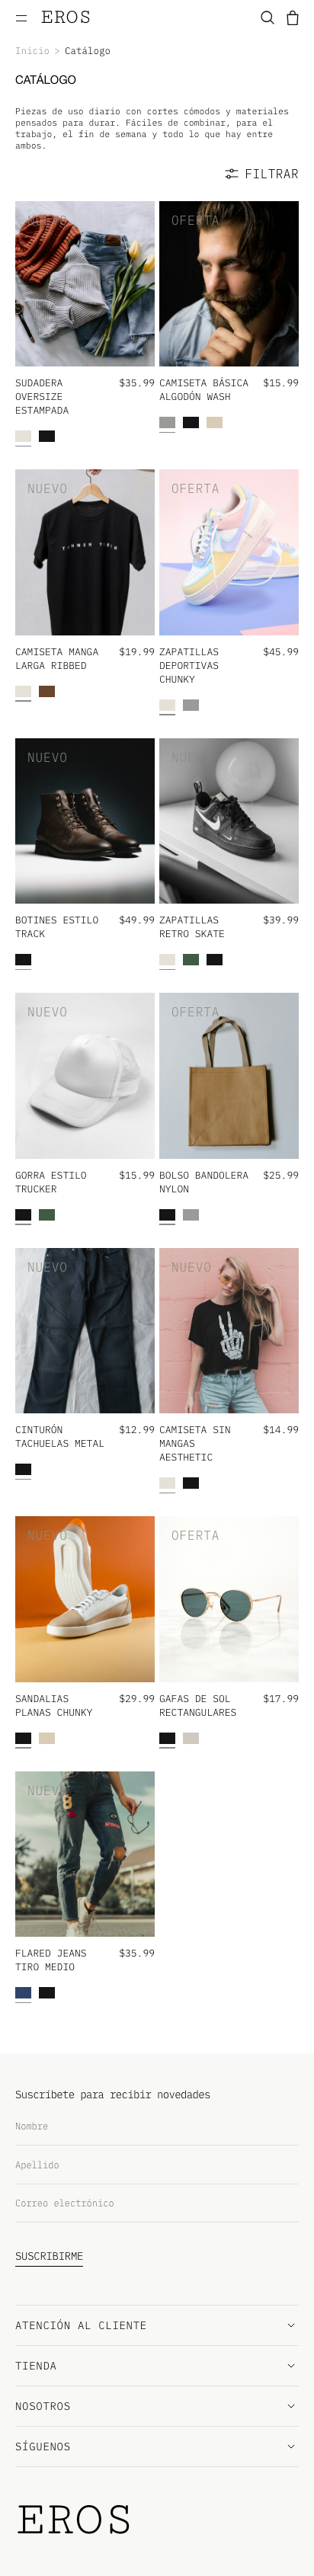 EROS
Inicio > Catálogo
CATÁLOGO
Piezas de uso diario con cortes cómodos y materiales
pensados para durar. Fáciles de combinar, para el
trabajo, el fin de semana y todo lo que hay entre
ambos.
FILTRAR
NUEVO
OFERTA
SUDADERA $35.99
OVERSIZE
ESTAMPADA
CAMISETA BÁSICA $15.99
ALGODÓN WASH
NUEVO
OFERTA
CAMISETA MANGA $19.99
LARGA RIBBED
ZAPATILLAS $45.99
DEPORTIVAS
CHUNKY
NUEVO
NUEVO
BOTINES ESTILO $49.99
TRACK
ZAPATILLAS $39.99
RETRO SKATE
NUEVO
OFERTA
GORRA ESTILO $15.99
TRUCKER
BOLSO BANDOLERA $25.99
NYLON
NUEVO
NUEVO
CINTURÓN $12.99
TACHUELAS METAL
CAMISETA SIN $14.99
MANGAS
AESTHETIC
NUEVO
OFERTA
SANDALIAS $29.99
PLANAS CHUNKY
GAFAS DE SOL $17.99
RECTANGULARES
NUEVO
FLARED JEANS $35.99
TIRO MEDIO
Suscríbete para recibir novedades
Nombre
Apellido
Correo electrónico
SUSCRIBIRME
ATENCIÓN AL CLIENTE
TIENDA
NOSOTROS
SÍGUENOS
EROS